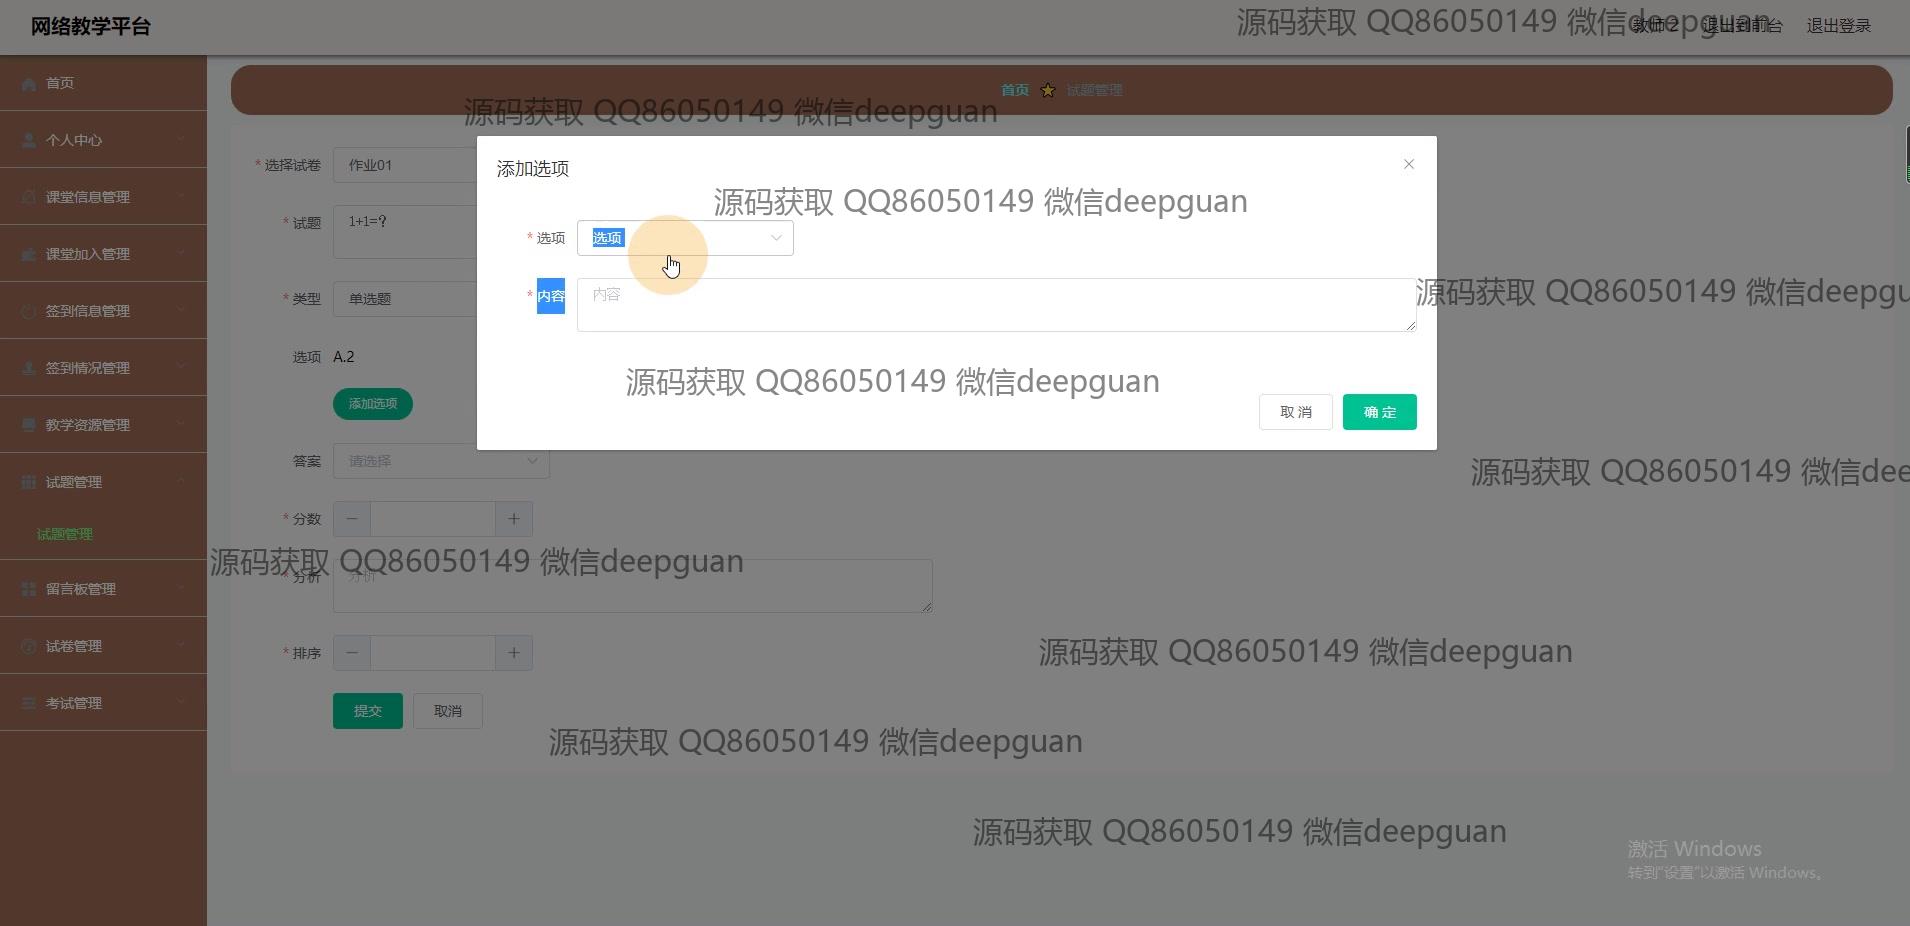 网络教学平台
源码获取 QQ86050149 微信deepguan
教师2
退出到前台
退出登录
首页
个人中心
课堂信息管理
课堂加入管理
签到信息管理
签到情况管理
教学资源管理
试题管理
试题管理
留言板管理
试卷管理
考试管理
首页
试题管理
源码获取 QQ86050149 微信deepguan
* 选择试卷
作业01
* 试题
1+1=?
* 类型
单选题
选项
A.2
添加选项
答案
请选择
* 分数
* 分析
分析
* 排序
提交
取消
添加选项
源码获取 QQ86050149 微信deepguan
* 选项
选项
* 内容
内容
源码获取 QQ86050149 微信deepgu
源码获取 QQ86050149 微信deepguan
取消
确定
源码获取 QQ86050149 微信dee
源码获取 QQ86050149 微信deepguan
源码获取 QQ86050149 微信deepguan
源码获取 QQ86050149 微信deepguan
源码获取 QQ86050149 微信deepguan
激活 Windows
转到"设置"以激活 Windows。